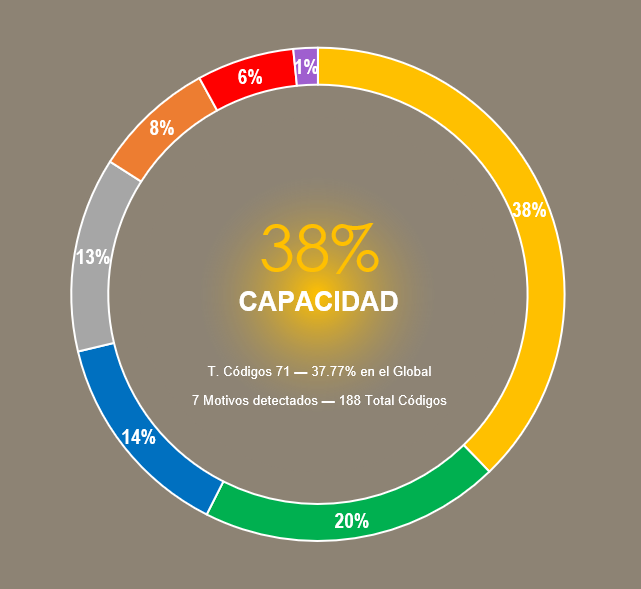 1%
6%
8%
38%
13%
38%
CAPACIDAD
T. Códigos 71 — 37.77% en el Global
7 Motivos detectados — 188 Total Códigos
14%
20%